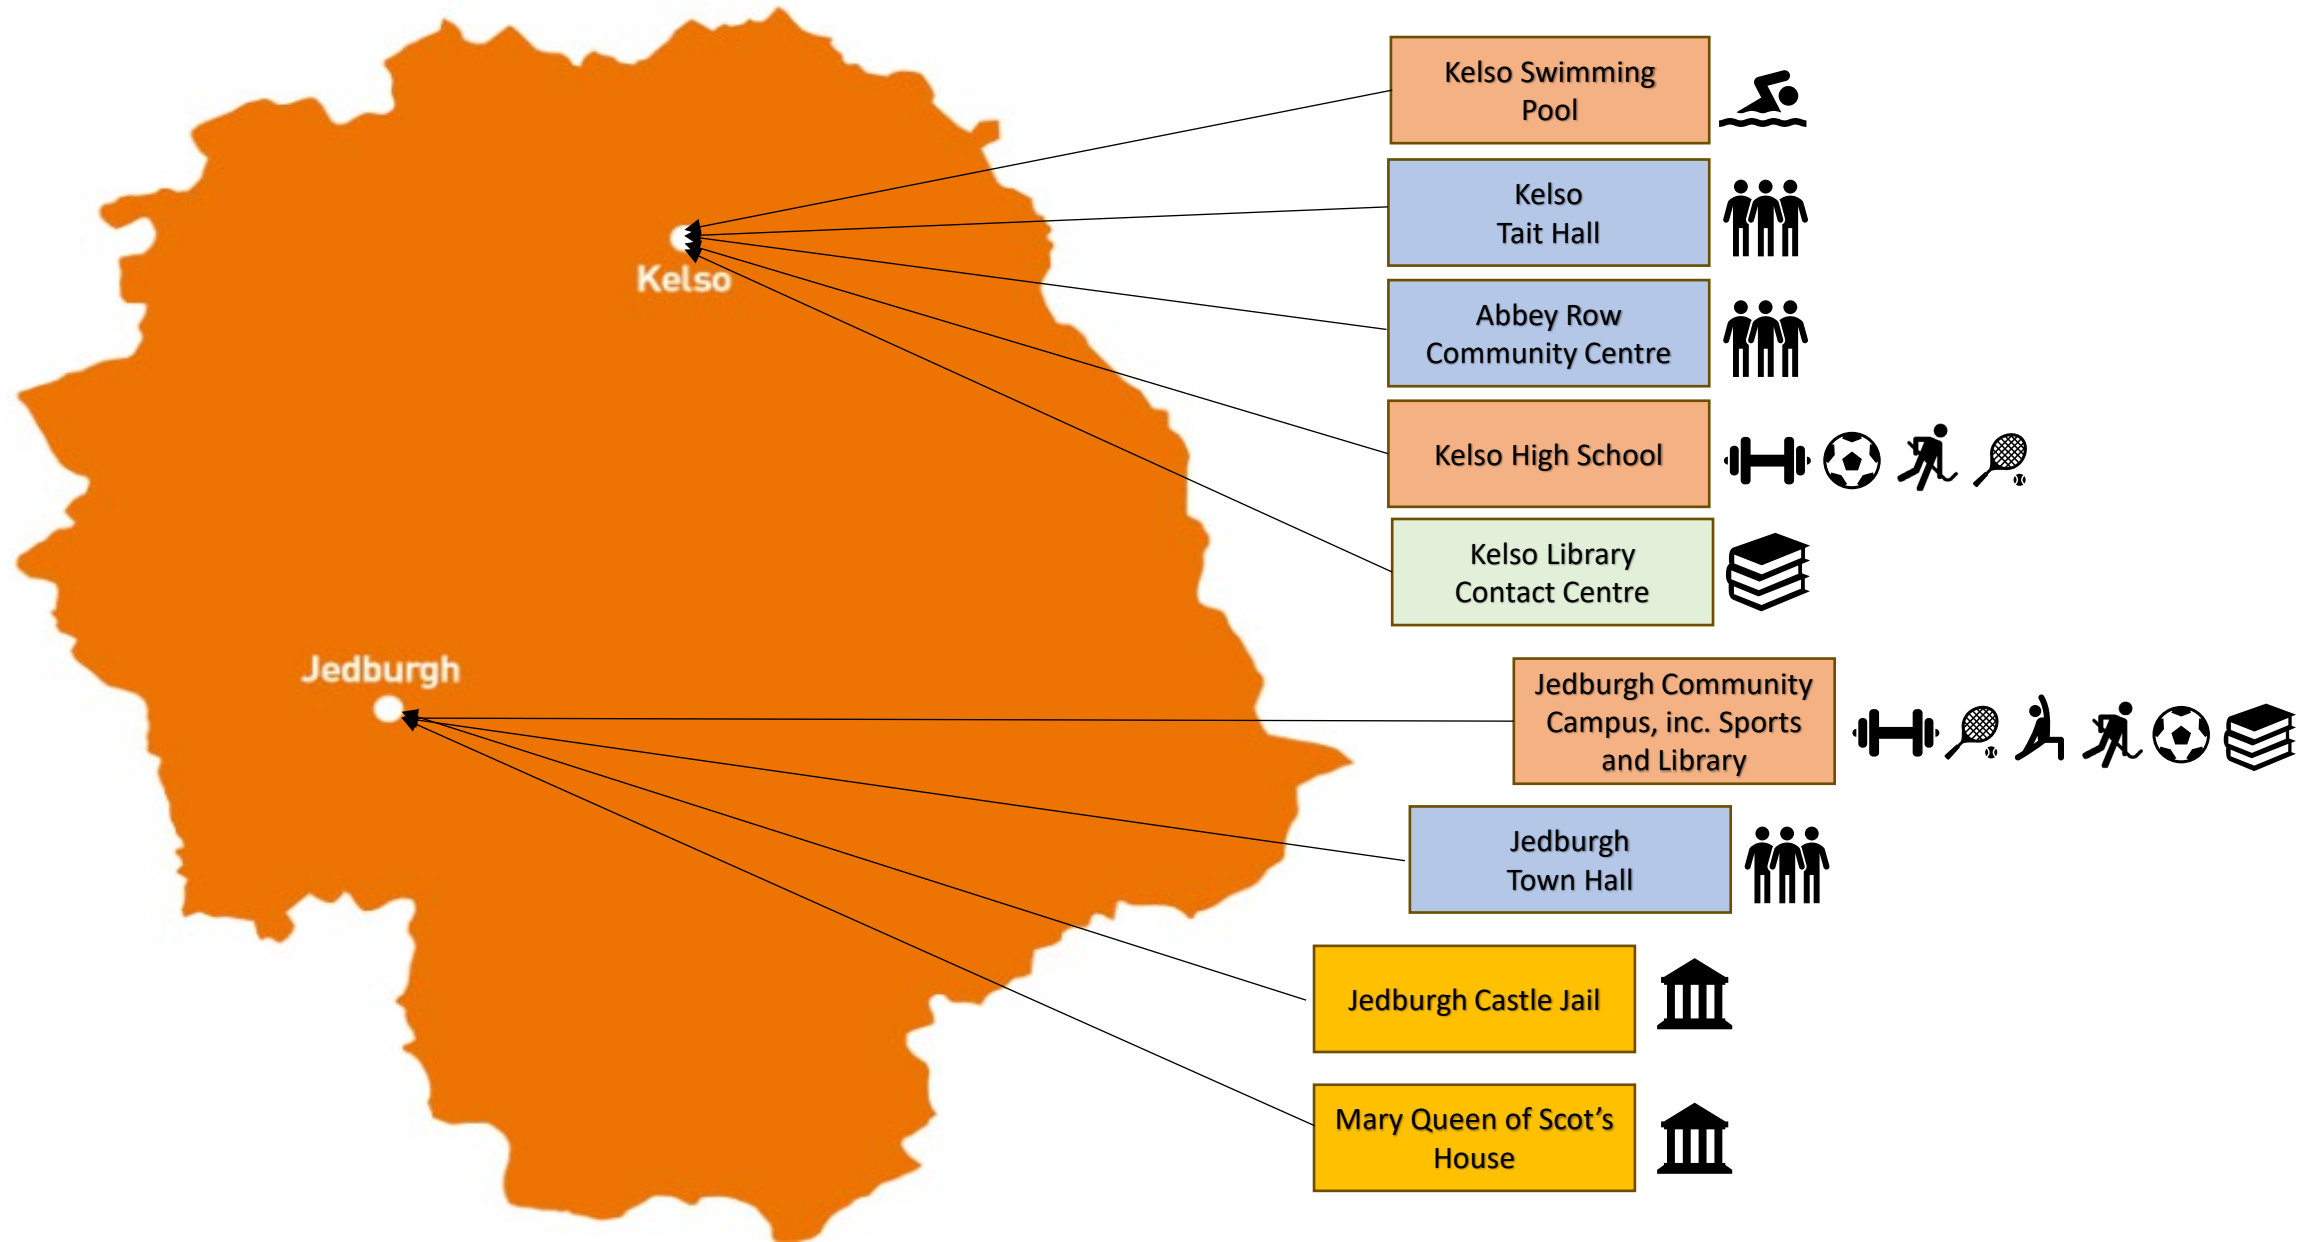 Kelso
Jedburgh
Kelso Swimming
Pool
Kelso
Tait Hall
Abbey Row
Community Centre
Kelso High School
Kelso Library
Contact Centre
Jedburgh Community
Campus, inc. Sports
and Library
Jedburgh
Town Hall
Jedburgh Castle Jail
Mary Queen of Scot’s
House